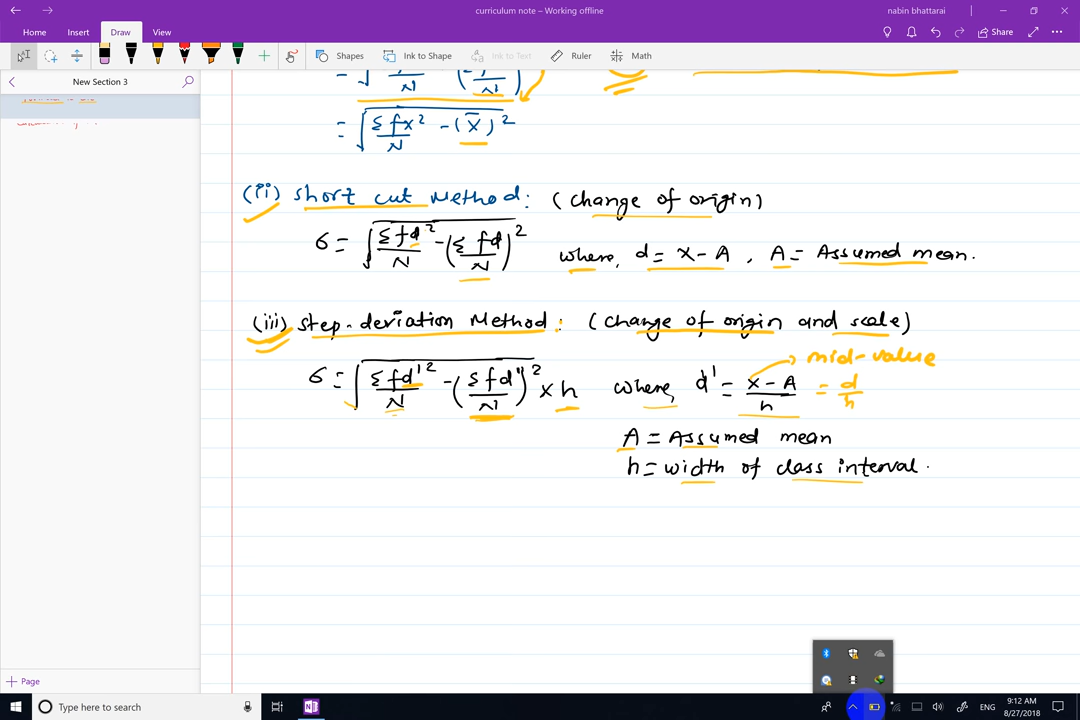 curriculum note – Working offline
nabin bhattarai
Home Insert Draw View
Share
Shapes Ink to Shape Ink to Text Ruler Math
New Section 3
= √(Σfx²/N - (x̄)²)
(ii) short cut Method: (change of origin)
σ = √(Σfd²/N - (Σfd/N)²) where, d = x - A, A = Assumed mean.
(iii) step-deviation Method: (change of origin and scale)
mid-value
σ = √(Σfd'²/N - (Σfd'/N)²) × h where, d' = x - A/h = d/h
A = Assumed mean
h = width of class interval.
+ Page
Type here to search
ENG
9:12 AM
8/27/2018